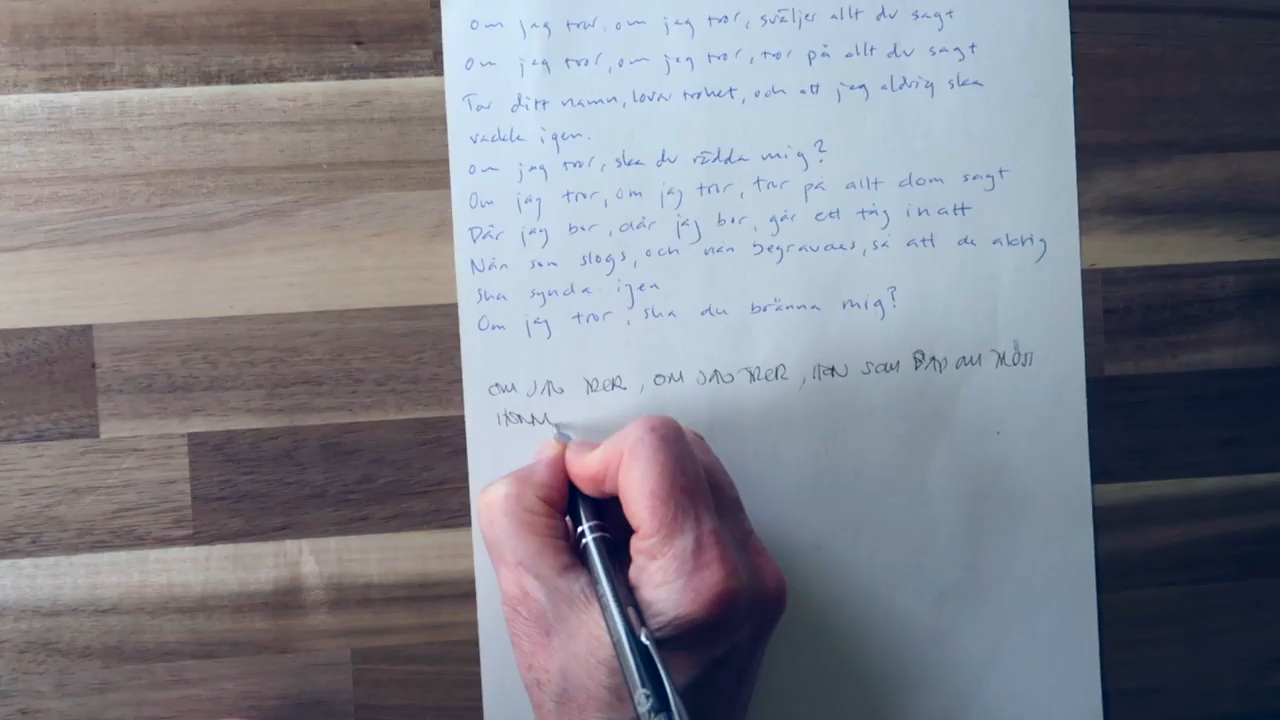 Om jag tror, om jag tror, sväljer allt du sagt
Om jag tror, om jag tror, tror på allt du sagt
Tar ditt namn, lovar trohet, och att jag aldrig ska
vackla igen.
Om jag tror, ska du rädda mig?
Om jag tror, om jag tror, tror på allt dom sagt
Där jag bor, där jag bor, går ett tåg inatt
Nån som slogs, och nån begravdes, så att de aldrig
ska synda igen
Om jag tror, ska du bränna mig?
OM JAG BER, OM JAG BER, SOM OM